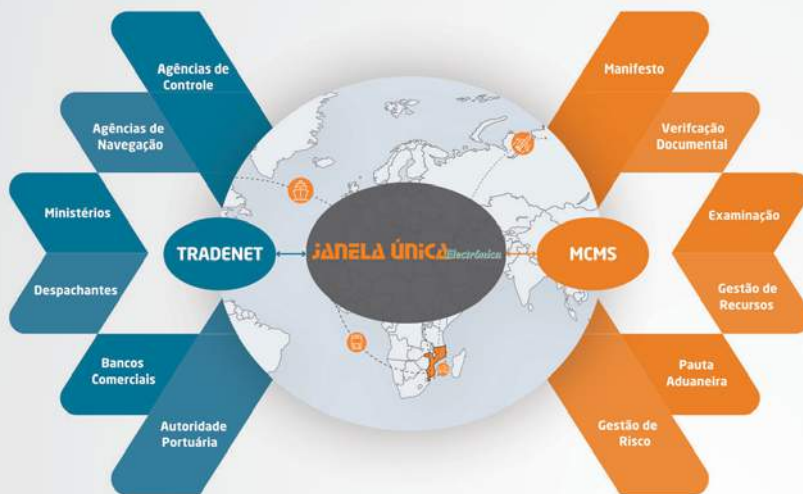 Agências de
Controle
Agências de
Navegação
Ministérios
Despachantes
Bancos
Comerciais
Autoridade
Portuária
TRADENET
JANELA ÚNICA
Electrónica
MCMS
Manifesto
Verifcação
Documental
Examinação
Gestão de
Recursos
Pauta
Aduaneira
Gestão de
Risco